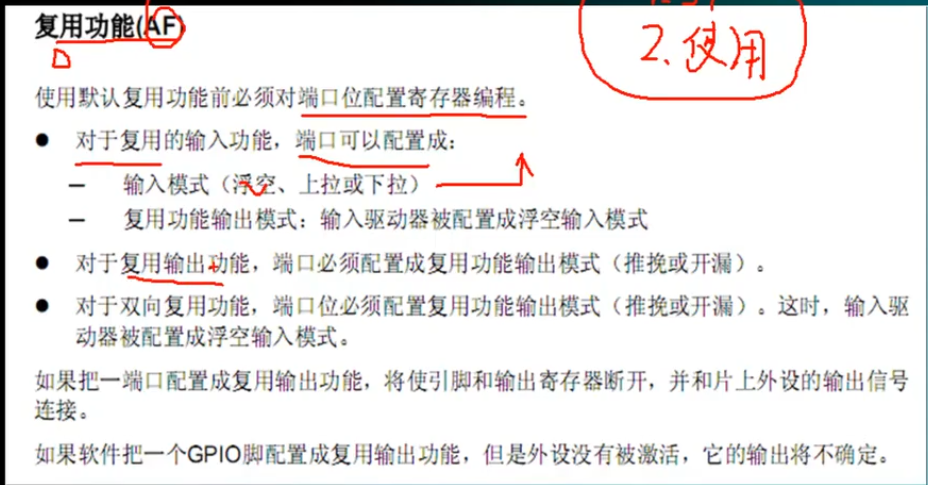 复用功能(AF)
2.使用
使用默认复用功能前必须对端口位配置寄存器编程。
● 对于复用的输入功能，端口可以配置成：
— 输入模式（浮空、上拉或下拉）
— 复用功能输出模式：输入驱动器被配置成浮空输入模式
● 对于复用输出功能，端口必须配置成复用功能输出模式（推挽或开漏）。
● 对于双向复用功能，端口位必须配置复用功能输出模式（推挽或开漏）。这时，输入驱
动器被配置成浮空输入模式。
如果把一端口配置成复用输出功能，将使引脚和输出寄存器断开，并和片上外设的输出信号
连接。
如果软件把一个GPIO脚配置成复用输出功能，但是外设没有被激活，它的输出将不确定。